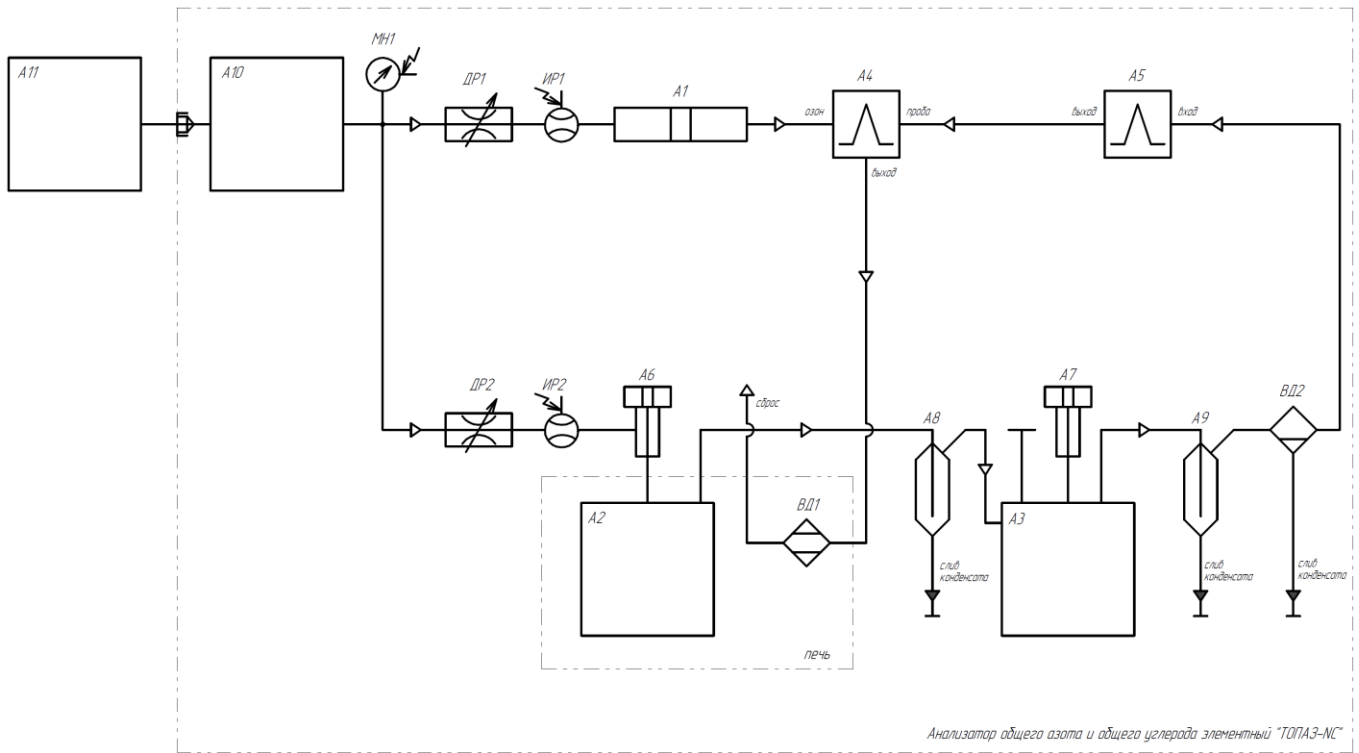 МН1
А11
А10
ДР1
ИР1
А1
А4
А5
озон
проба
выход
вход
выход
ДР2
ИР2
А6
сброс
А8
А7
А9
ВД2
А2
ВД1
А3
слив
конденсата
слив
конденсата
слив
конденсата
печь
Анализатор общего азота и общего углерода элементный "ТОПАЗ-NC"